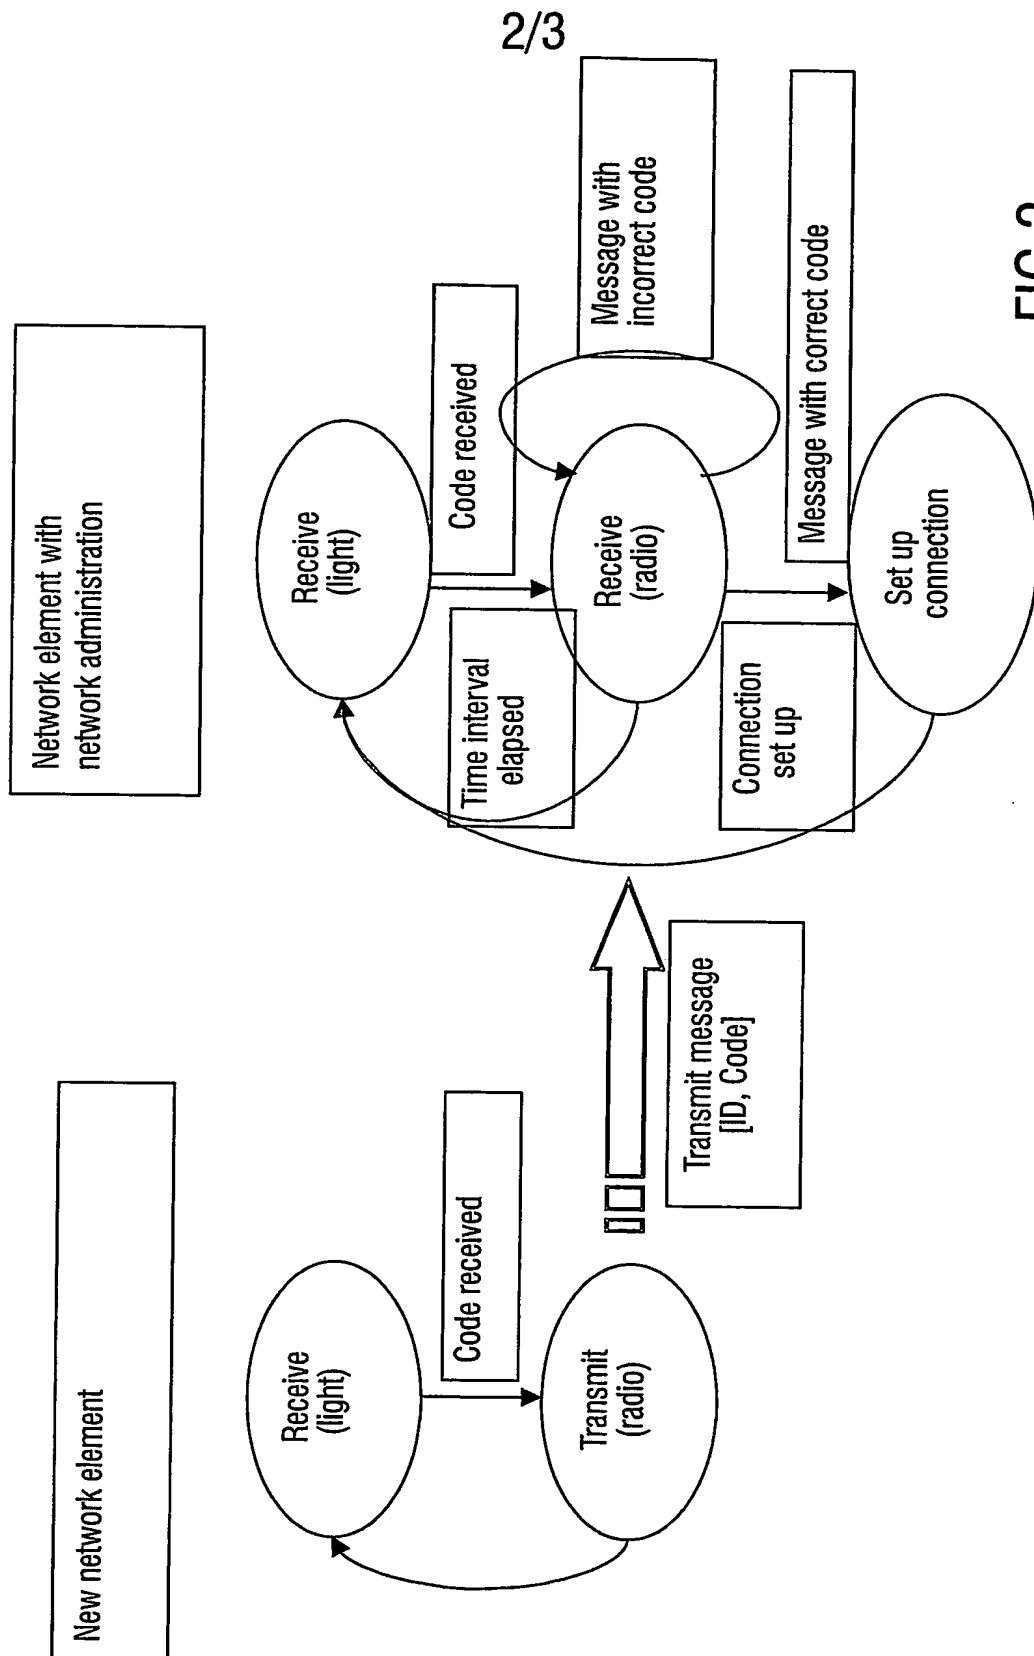 2/3
New network element
Receive
(light)
Code received
Transmit
(radio)
Transmit message
[ID, Code]
Network element with
network administration
Receive
(light)
Code received
Time interval
elapsed
Receive
(radio)
Message with
incorrect code
Connection
set up
Message with correct code
Set up
connection